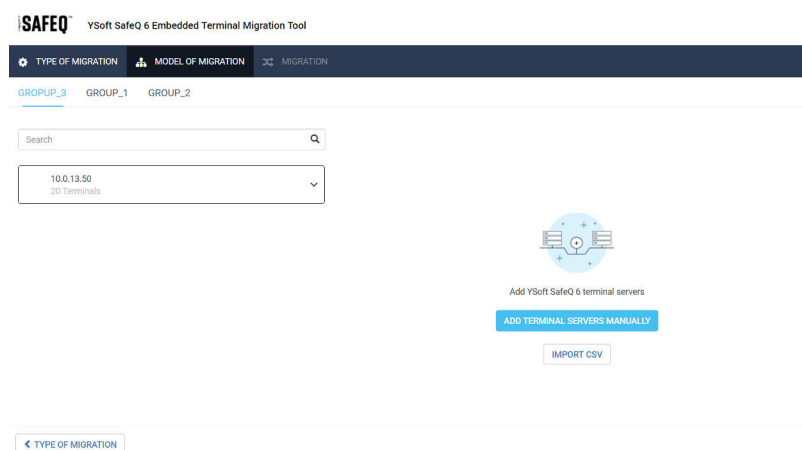 SAFEQ YSoft SafeQ 6 Embedded Terminal Migration Tool
TYPE OF MIGRATION MODEL OF MIGRATION MIGRATION
GROPUP_3 GROUP_1 GROUP_2
Search
10.0.13.50
20 Terminals
Add YSoft SafeQ 6 terminal servers
ADD TERMINAL SERVERS MANUALLY
IMPORT CSV
TYPE OF MIGRATION